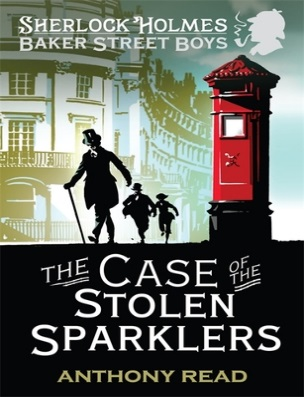 SHERLOCK HOLMES
BAKER STREET BOYS
THE CASE OF THE
STOLEN
SPARKLERS
ANTHONY READ